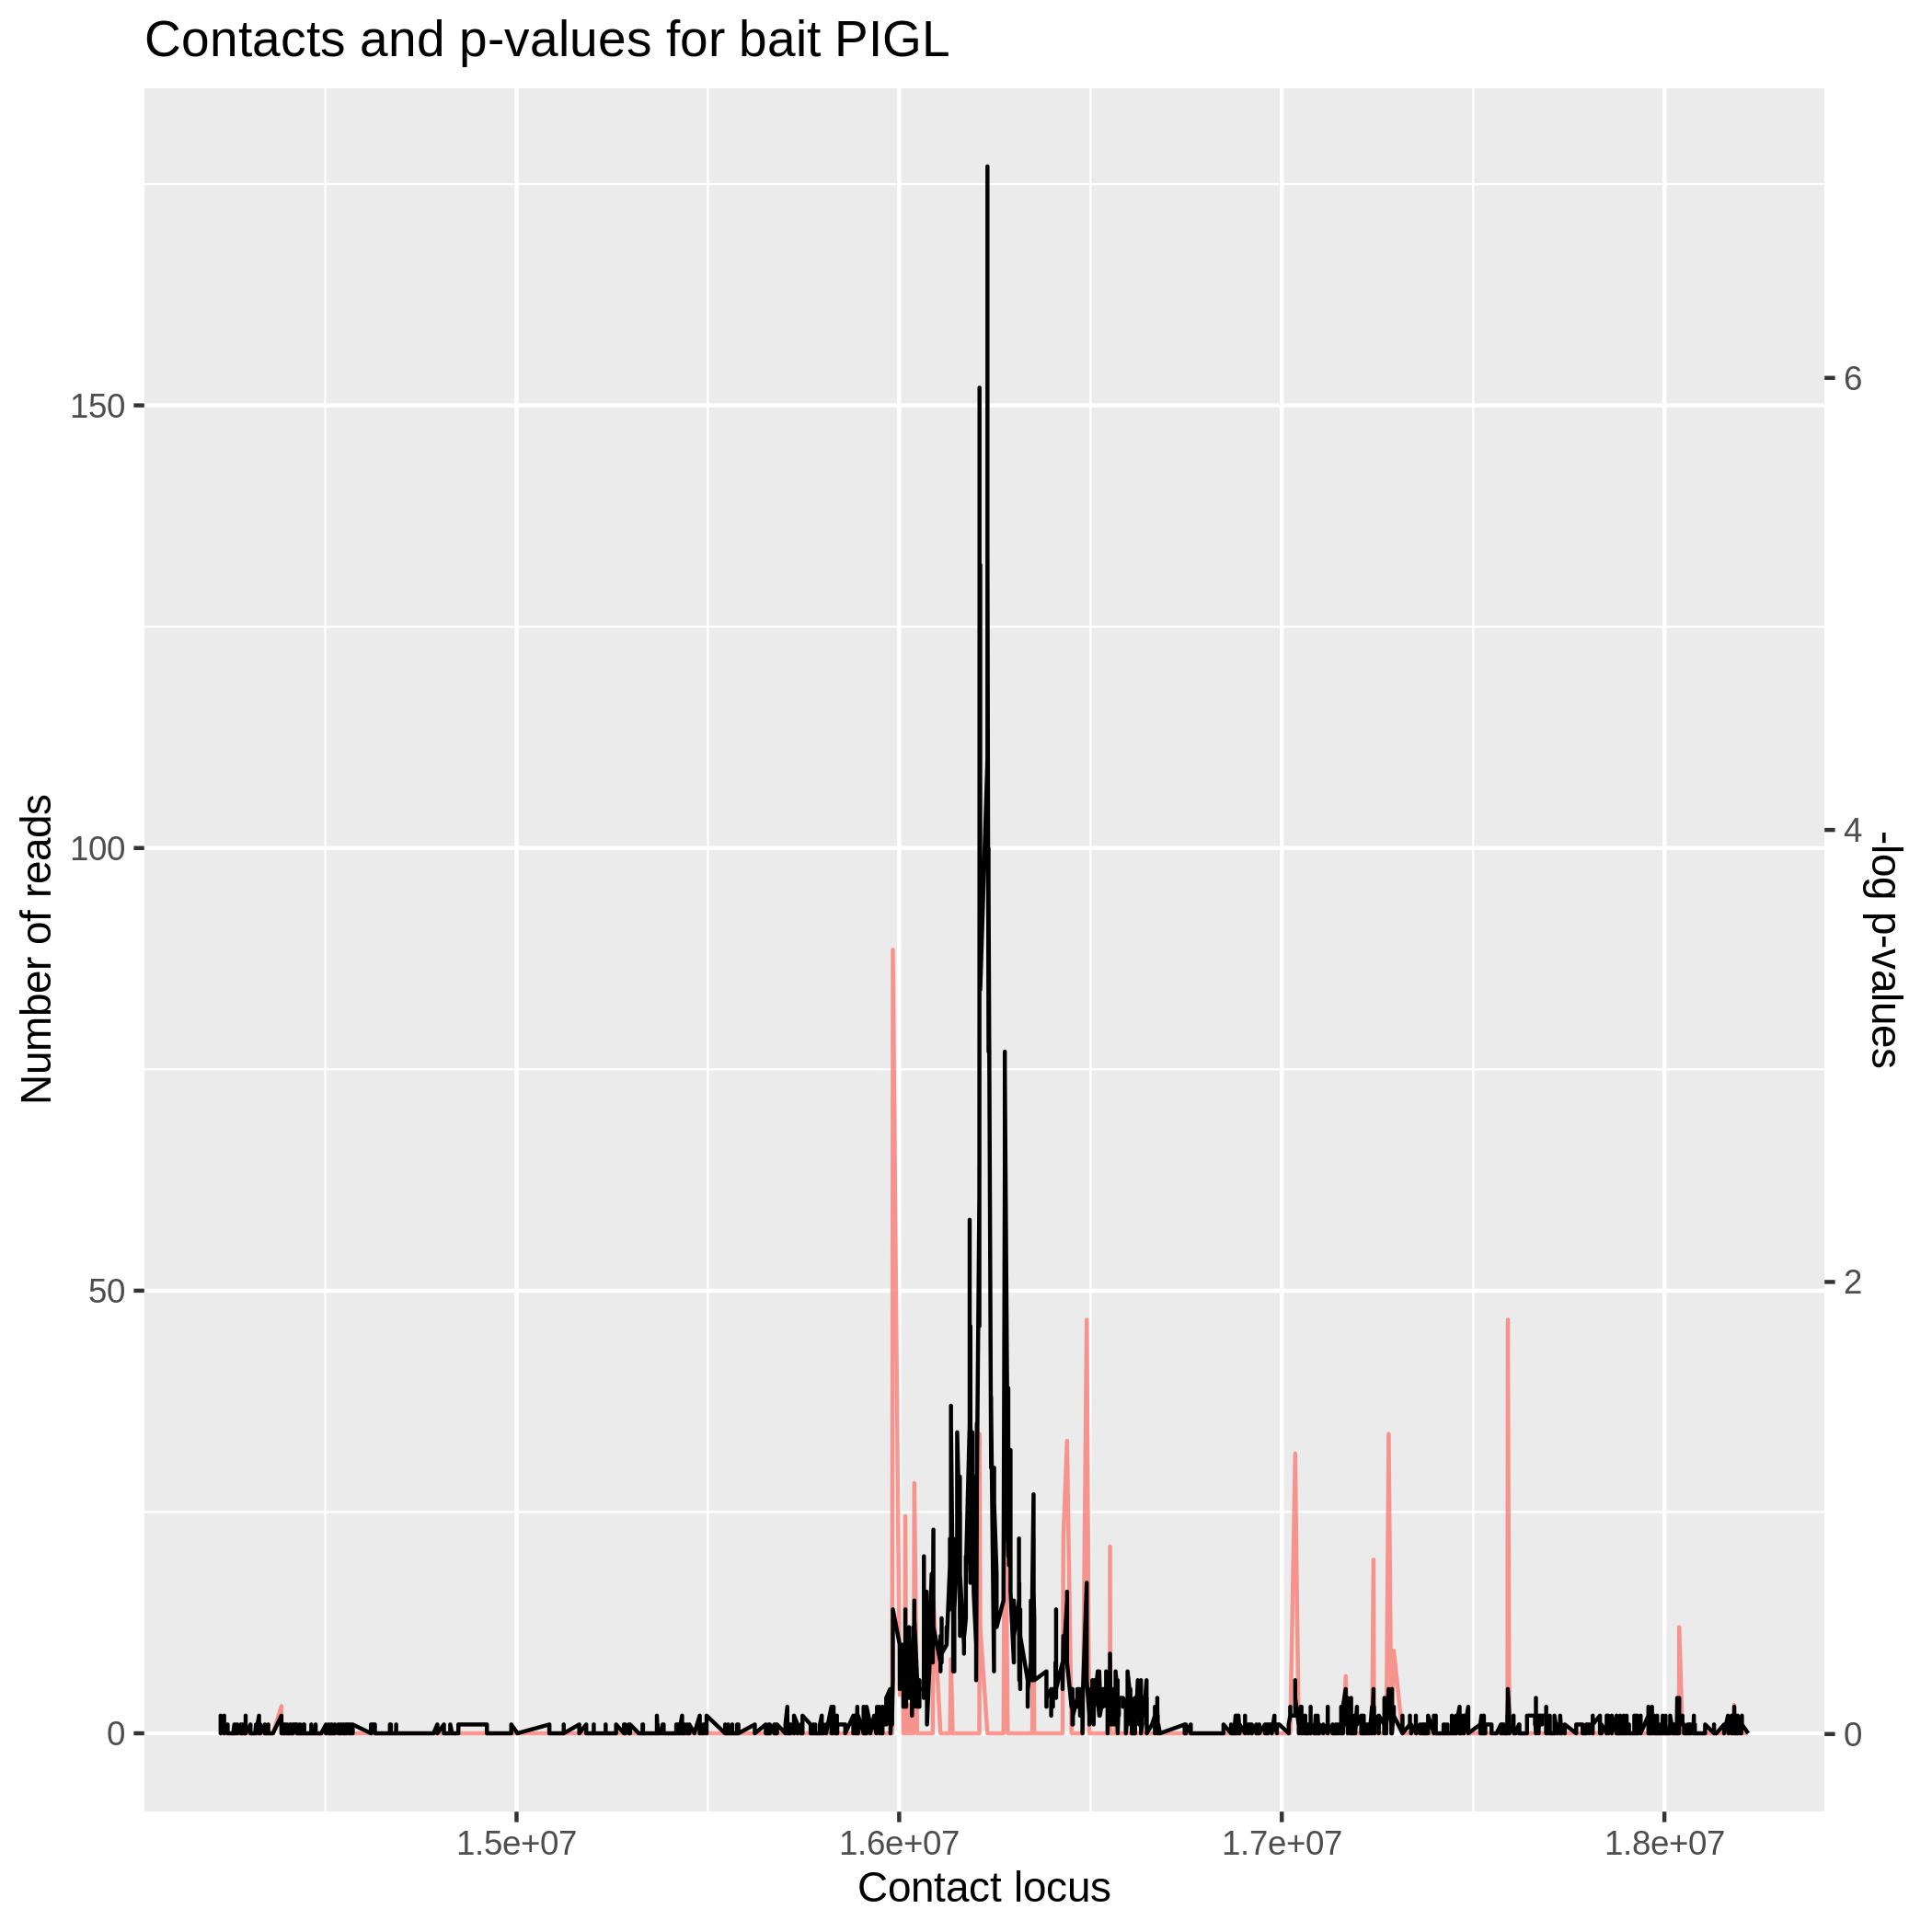 Contacts and p-values for bait PIGL
Number of reads
150
100
50
0
6
4
2
0
-log p-values
1.5e+07
1.6e+07
1.7e+07
1.8e+07
Contact locus